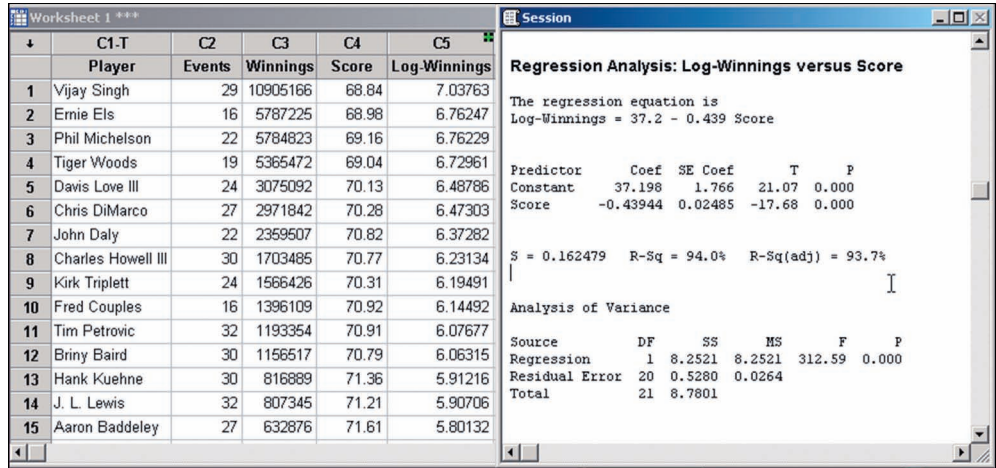 Worksheet 1 ***
↓ C1-T C2 C3 C4 C5
Player Events Winnings Score Log-Winnings
1 Vijay Singh 29 10905166 68.84 7.03763
2 Ernie Els 16 5787225 68.98 6.76247
3 Phil Michelson 22 5784823 69.16 6.76229
4 Tiger Woods 19 5365472 69.04 6.72961
5 Davis Love III 24 3075092 70.13 6.48786
6 Chris DiMarco 27 2971842 70.28 6.47303
7 John Daly 22 2359507 70.82 6.37282
8 Charles Howell III 30 1703485 70.77 6.23134
9 Kirk Triplett 24 1566426 70.31 6.19491
10 Fred Couples 16 1396109 70.92 6.14492
11 Tim Petrovic 32 1193354 70.91 6.07677
12 Briny Baird 30 1156517 70.79 6.06315
13 Hank Kuehne 30 816889 71.36 5.91216
14 J. L. Lewis 32 807345 71.21 5.90706
15 Aaron Baddeley 27 632876 71.61 5.80132
Session
Regression Analysis: Log-Winnings versus Score
The regression equation is
Log-Winnings = 37.2 - 0.439 Score
Predictor Coef SE Coef T P
Constant 37.198 1.766 21.07 0.000
Score -0.43944 0.02485 -17.68 0.000
S = 0.162479 R-Sq = 94.0% R-Sq(adj) = 93.7%
Analysis of Variance
Source DF SS MS F P
Regression 1 8.2521 8.2521 312.59 0.000
Residual Error 20 0.5280 0.0264
Total 21 8.7801